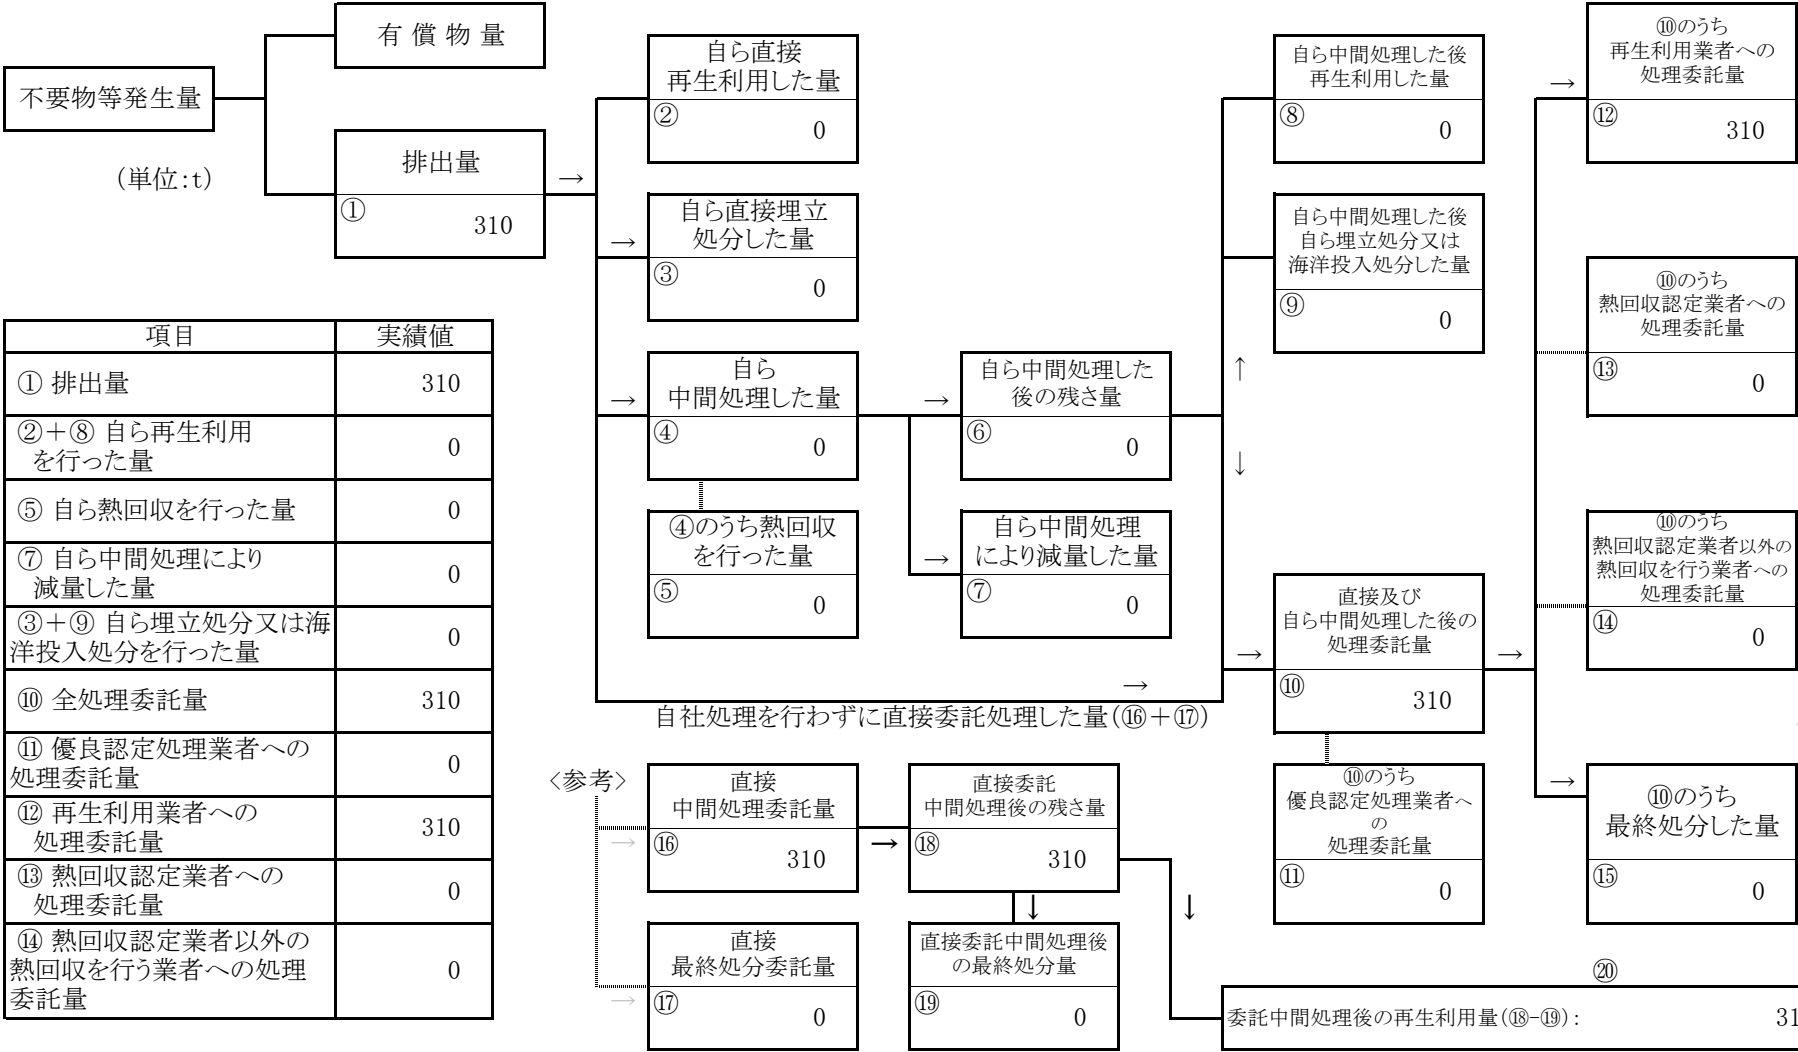 不要物等発生量
有 償 物 量
排出量
①
310
(単位:t)
→
自ら直接
再生利用した量
②
0
→
自ら直接埋立
処分した量
③
0
→
自ら
中間処理した量
④
0
④のうち熱回収
を行った量
⑤
0
→
自ら中間処理した
後の残さ量
⑥
0
→
自ら中間処理
により減量した量
⑦
0
自ら中間処理した後
再生利用した量
⑧
0
自ら中間処理した後
自ら埋立処分又は
海洋投入処分した量
⑨
0
↑
↓
→
自社処理を行わずに直接委託処理した量(⑯+⑰)
→
直接及び
自ら中間処理した後の
処理委託量
⑩
310
⑩のうち
優良認定処理業者へ
の
処理委託量
⑪
0
→
→
⑩のうち
再生利用業者への
処理委託量
⑫
310
⑩のうち
熱回収認定業者への
処理委託量
⑬
0
⑩のうち
熱回収認定業者以外の
熱回収を行う業者への
処理委託量
⑭
0
→
⑩のうち
最終処分した量
⑮
0
項目 実績値
① 排出量 310
②+⑧ 自ら再生利用
を行った量 0
⑤ 自ら熱回収を行った量 0
⑦ 自ら中間処理により
減量した量 0
③+⑨ 自ら埋立処分又は海
洋投入処分を行った量 0
⑩ 全処理委託量 310
⑪ 優良認定処理業者への
処理委託量 0
⑫ 再生利用業者への
処理委託量 310
⑬ 熱回収認定業者への
処理委託量 0
⑭ 熱回収認定業者以外の
熱回収を行う業者への処理
委託量 0
<参考>
→
直接
中間処理委託量
⑯
310
→
直接委託
中間処理後の残さ量
⑱
310
↓
↓
→
直接
最終処分委託量
⑰
0
直接委託中間処理後
の最終処分量
⑲
0
⑳
委託中間処理後の再生利用量(⑱-⑲): 31